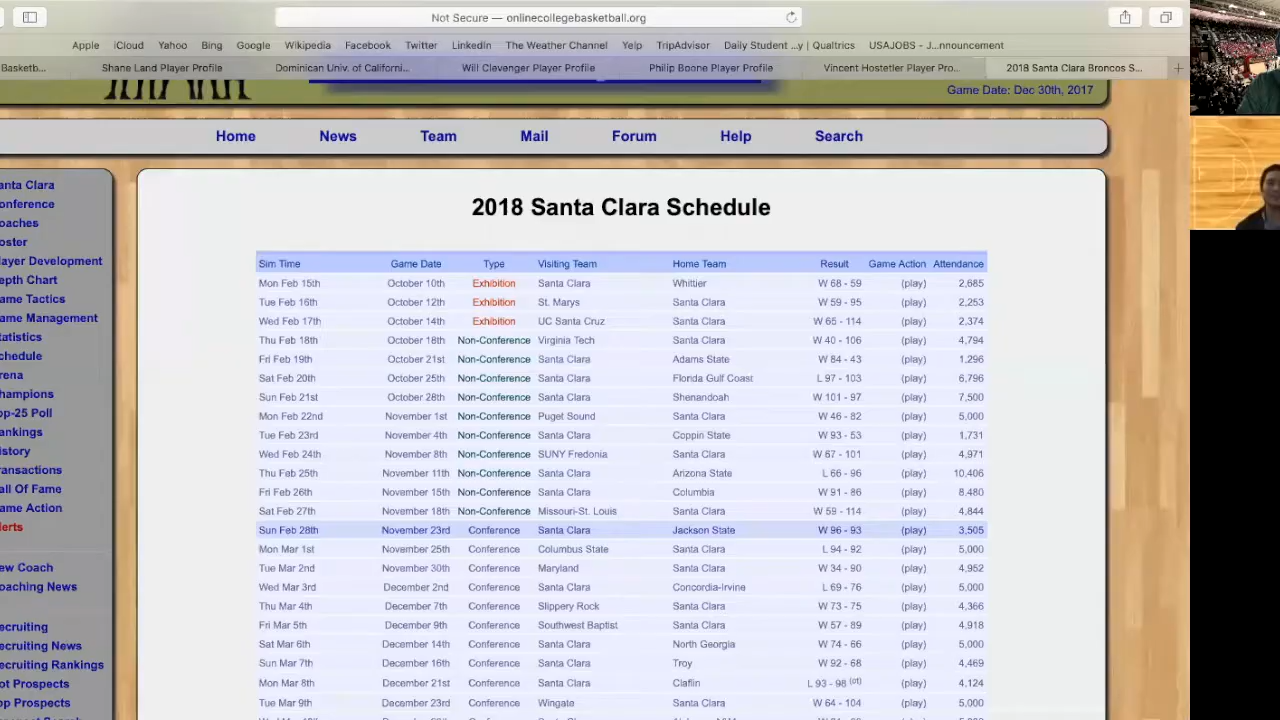 Not Secure — onlinecollegebasketball.org
Apple iCloud Yahoo Bing Google Wikipedia Facebook Twitter LinkedIn The Weather Channel Yelp TripAdvisor Daily Student ...y | Qualtrics USAJOBS - J...nnouncement
Basketb... Shane Land Player Profile Dominican Univ. of Californi... Will Clevenger Player Profile Philip Boone Player Profile Vincent Hostetler Player Pro... 2018 Santa Clara Broncos S...
Game Date: Dec 30th, 2017
Home News Team Mail Forum Help Search
anta Clara
onference
oaches
oster
layer Development
epth Chart
ame Tactics
ame Management
tatistics
chedule
rena
hampions
op-25 Poll
ankings
istory
ransactions
all Of Fame
ame Action
lerts
ew Coach
oaching News
ecruiting
ecruiting News
ecruiting Rankings
ot Prospects
op Prospects
2018 Santa Clara Schedule
Sim Time Game Date Type Visiting Team Home Team Result Game Action Attendance
Mon Feb 15th October 10th Exhibition Santa Clara Whittier W 68 - 59 (play) 2,685
Tue Feb 16th October 12th Exhibition St. Marys Santa Clara W 59 - 95 (play) 2,253
Wed Feb 17th October 14th Exhibition UC Santa Cruz Santa Clara W 65 - 114 (play) 2,374
Thu Feb 18th October 18th Non-Conference Virginia Tech Santa Clara W 40 - 106 (play) 4,794
Fri Feb 19th October 21st Non-Conference Santa Clara Adams State W 84 - 43 (play) 1,296
Sat Feb 20th October 25th Non-Conference Santa Clara Florida Gulf Coast L 97 - 103 (play) 6,796
Sun Feb 21st October 28th Non-Conference Santa Clara Shenandoah W 101 - 97 (play) 7,500
Mon Feb 22nd November 1st Non-Conference Puget Sound Santa Clara W 46 - 82 (play) 5,000
Tue Feb 23rd November 4th Non-Conference Santa Clara Coppin State W 93 - 53 (play) 1,731
Wed Feb 24th November 8th Non-Conference SUNY Fredonia Santa Clara W 67 - 101 (play) 4,971
Thu Feb 25th November 11th Non-Conference Santa Clara Arizona State L 66 - 96 (play) 10,406
Fri Feb 26th November 15th Non-Conference Santa Clara Columbia W 91 - 86 (play) 8,480
Sat Feb 27th November 18th Non-Conference Missouri-St. Louis Santa Clara W 59 - 114 (play) 4,844
Sun Feb 28th November 23rd Conference Santa Clara Jackson State W 96 - 93 (play) 3,505
Mon Mar 1st November 25th Conference Columbus State Santa Clara L 94 - 92 (play) 5,000
Tue Mar 2nd November 30th Conference Maryland Santa Clara W 34 - 90 (play) 4,952
Wed Mar 3rd December 2nd Conference Santa Clara Concordia-Irvine L 69 - 76 (play) 5,000
Thu Mar 4th December 7th Conference Slippery Rock Santa Clara W 73 - 75 (play) 4,366
Fri Mar 5th December 9th Conference Southwest Baptist Santa Clara W 57 - 89 (play) 4,918
Sat Mar 6th December 14th Conference Santa Clara North Georgia W 74 - 66 (play) 5,000
Sun Mar 7th December 16th Conference Santa Clara Troy W 92 - 68 (play) 4,469
Mon Mar 8th December 21st Conference Santa Clara Claflin L 93 - 98 (ot) (play) 4,124
Tue Mar 9th December 23rd Conference Wingate Santa Clara W 64 - 104 (play) 5,000